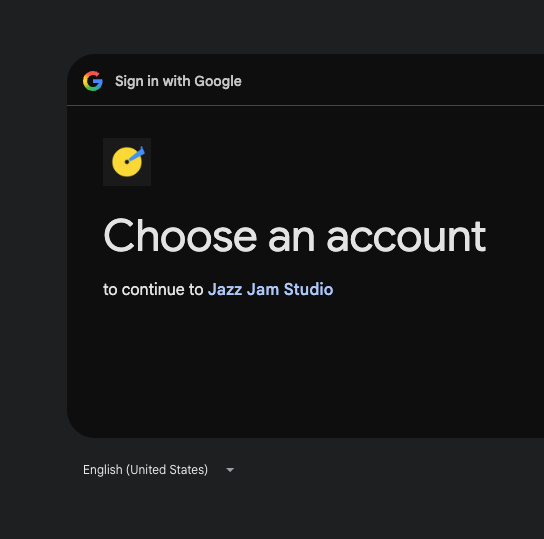 Sign in with Google
Choose an account
to continue to Jazz Jam Studio
English (United States)